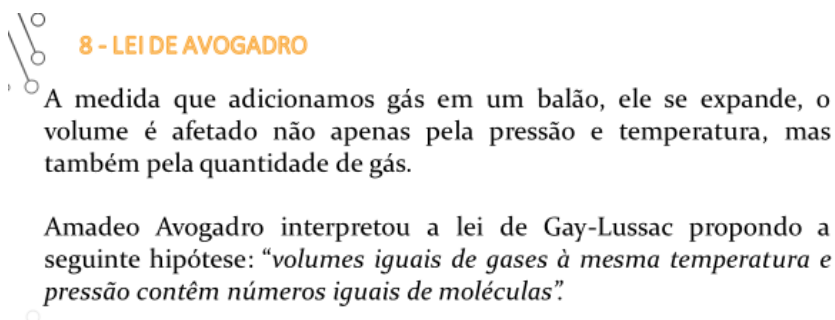 8 - LEI DE AVOGADRO
A medida que adicionamos gás em um balão, ele se expande, o
volume é afetado não apenas pela pressão e temperatura, mas
também pela quantidade de gás.
Amadeo Avogadro interpretou a lei de Gay-Lussac propondo a
seguinte hipótese: “volumes iguais de gases à mesma temperatura e
pressão contêm números iguais de moléculas”.